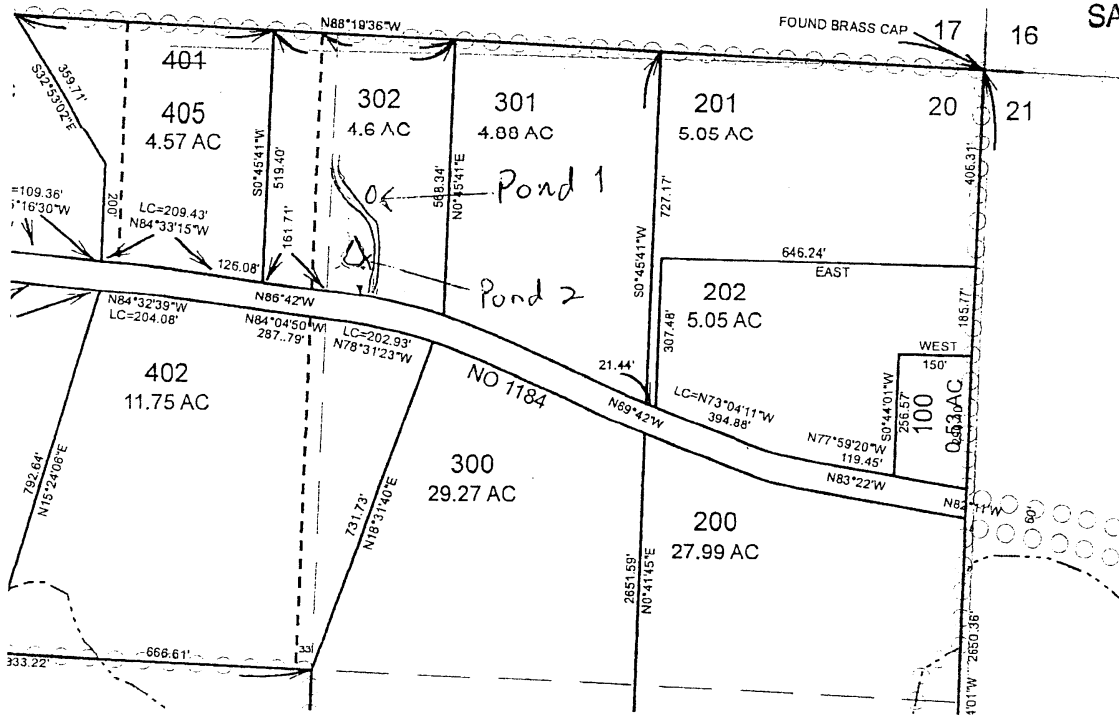 SA
N88°19'36"W
FOUND BRASS CAP
17
16
20
21
401
405
4.57 AC
302
4.6 AC
301
4.88 AC
201
5.05 AC
359.71'
S32°53'02"E
S0°45'41"W
519.40'
568.34'
N0°45'41"E
Pond 1
727.17'
S0°45'41"W
406.31'
=109.36'
°16'30"W
200'
LC=209.43'
N84°33'15"W
126.08'
161.71'
Pond 2
646.24'
EAST
202
5.05 AC
307.48'
185.77'
WEST
150'
N84°32'39"W
LC=204.08'
N86°42'W
N84°04'50"W
287..79'
LC=202.93'
N78°31'23"W
NO 1184
21.44'
N69°42'W
LC=N73°04'11"W
394.88'
S0°44'01"W
256.57'
100
0.53 AC
N77°59'20"W
119.45'
N83°22'W
N82°11'W
60'
402
11.75 AC
300
29.27 AC
200
27.99 AC
792.64'
N15°24'06"E
731.73'
N18°31'40"E
2651.59'
N0°41'45"E
2650.36'
4'01"W
333.22'
666.61'
33'